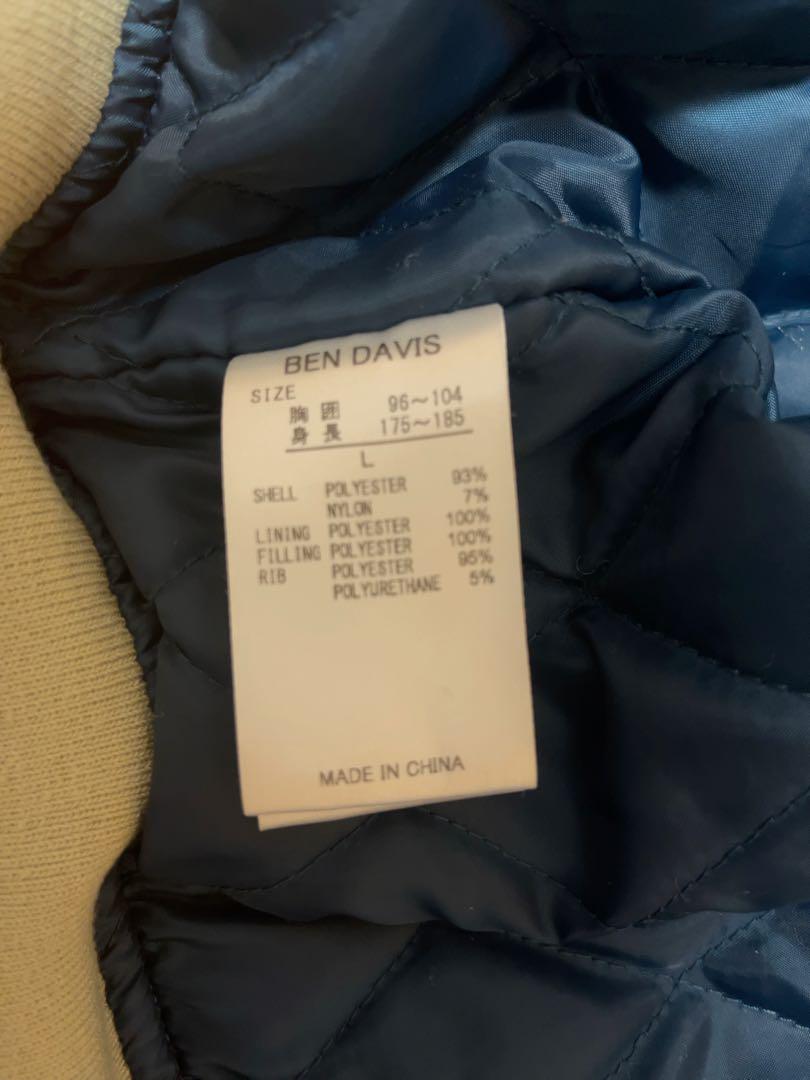 BEN DAVIS
SIZE
胸囲 96～104
身長 175～185
L
SHELL POLYESTER 93%
NYLON 7%
LINING POLYESTER 100%
FILLING POLYESTER 100%
RIB POLYESTER 95%
POLYURETHANE 5%
MADE IN CHINA